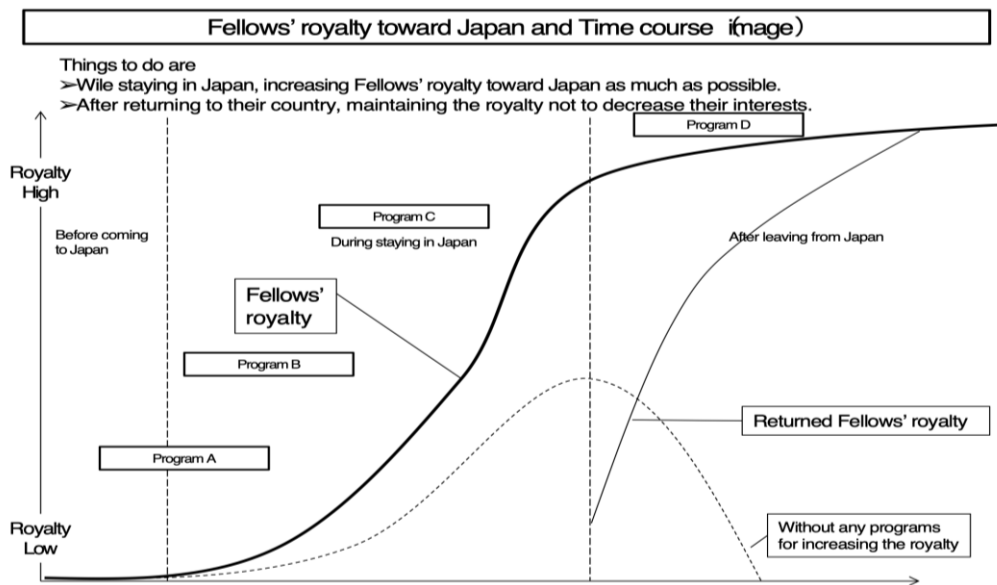 Fellows' royalty toward Japan and Time course (image)
Things to do are
➢Wile staying in Japan, increasing Fellows' royalty toward Japan as much as possible.
➢After returning to their country, maintaining the royalty not to decrease their interests.
Program D
Royalty
High
Program C
Before coming
to Japan
During staying in Japan
After leaving from Japan
Fellows'
royalty
Program B
Returned Fellows' royalty
Program A
Royalty
Low
Without any programs
for increasing the royalty